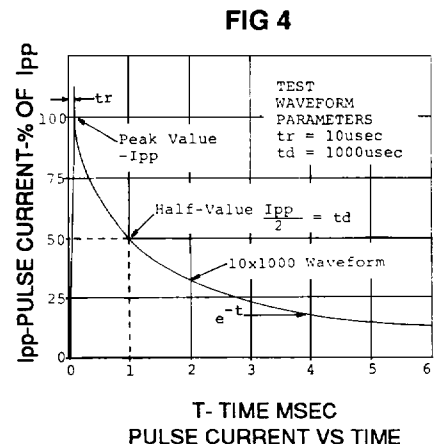 FIG 4
Ipp-PULSE CURRENT-% OF Ipp
tr
TEST
WAVEFORM
PARAMETERS
tr = 10usec
td = 1000usec
100
Peak Value
-Ipp
75
Half-Value Ipp/2 = td
50
10x1000 Waveform
25
e-t
0
0 1 2 3 4 5 6
T- TIME MSEC
PULSE CURRENT VS TIME